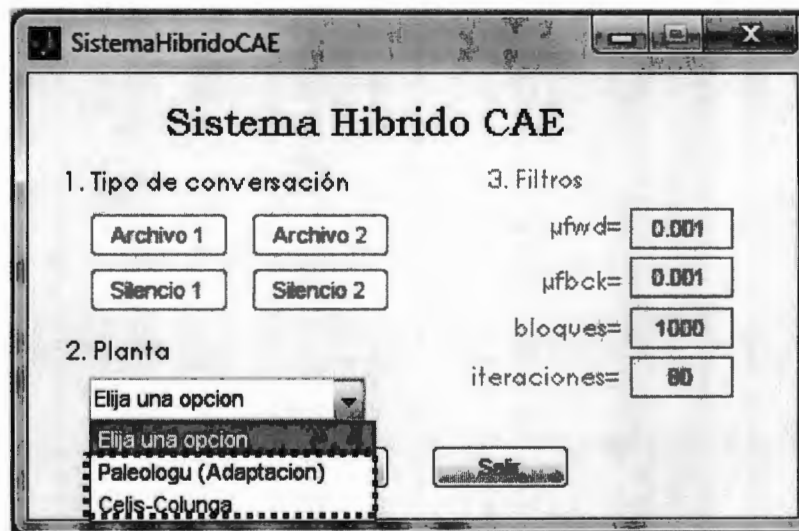 SistemaHibridoCAE
Sistema Hibrido CAE
1. Tipo de conversación
Archivo 1
Archivo 2
Silencio 1
Silencio 2
2. Planta
Elija una opcion
Elija una opcion
Paleologu (Adaptacion)
Celis-Colunga
3. Filtros
µfwd= 0.001
µfbck= 0.001
bloques= 1000
iteraciones= 80
Salir